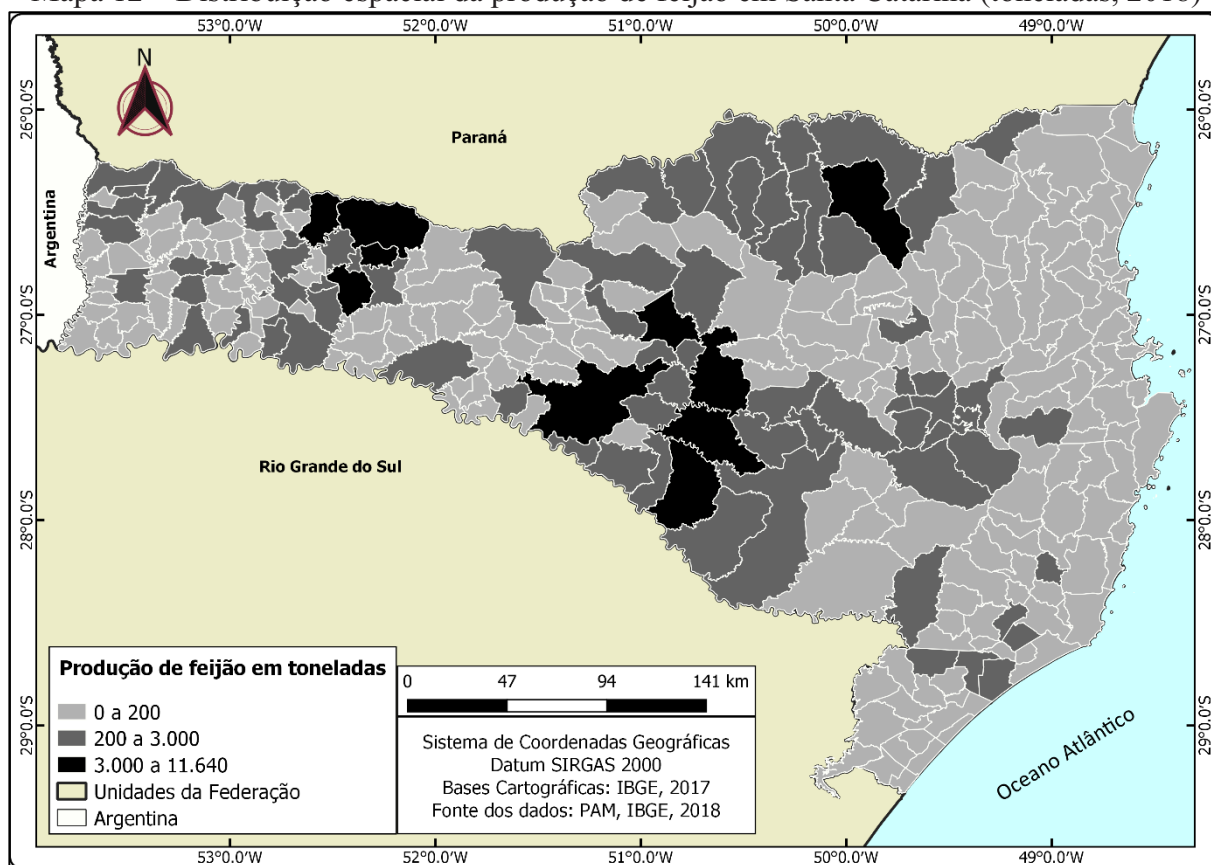 Mapa 12 – Distribuição espacial da produção de feijão em Santa Catarina (toneladas, 2018)
53°0.0'W 52°0.0'W 51°0.0'W 50°0.0'W 49°0.0'W
N
26°0.0'S
26°0.0'S
Paraná
Argentina
27°0.0'S
27°0.0'S
Rio Grande do Sul
28°0.0'S
28°0.0'S
Produção de feijão em toneladas
0 a 200
200 a 3.000
3.000 a 11.640
Unidades da Federação
Argentina
0 47 94 141 km
Sistema de Coordenadas Geográficas
Datum SIRGAS 2000
Bases Cartográficas: IBGE, 2017
Fonte dos dados: PAM, IBGE, 2018
29°0.0'S
29°0.0'S
Oceano Atlântico
53°0.0'W 52°0.0'W 51°0.0'W 50°0.0'W 49°0.0'W